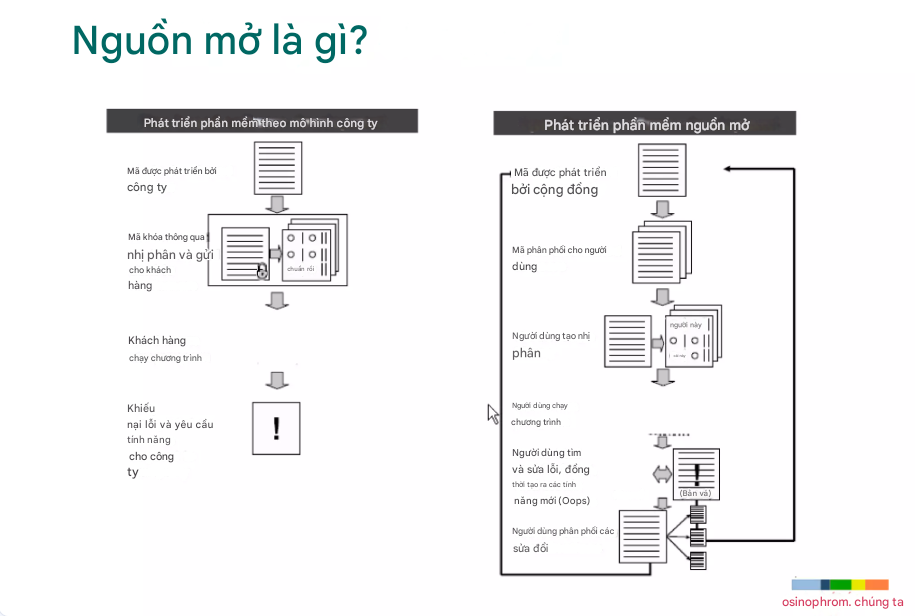 Nguồn mở là gì?
Phát triển phần mềm theo mô hình công ty
Mã được phát triển bởi
công ty
Mã khóa thông qua
nhị phân và gửi
cho khách
hàng
chuẩn rồi
Khách hàng
chạy chương trình
Khiếu
nại lỗi và yêu cầu
tính năng
cho công
ty
!
Phát triển phần mềm nguồn mở
Mã được phát triển
bởi cộng đồng
Mã phân phối cho người
dùng
Người dùng tạo nhị
phân
người này
Người dùng chạy
chương trình
Người dùng tìm
và sửa lỗi, đồng
thời tạo ra các tính
năng mới (Oops)
!
(Bản vá)
Người dùng phân phối các
sửa đổi
osinophrom. chúng ta